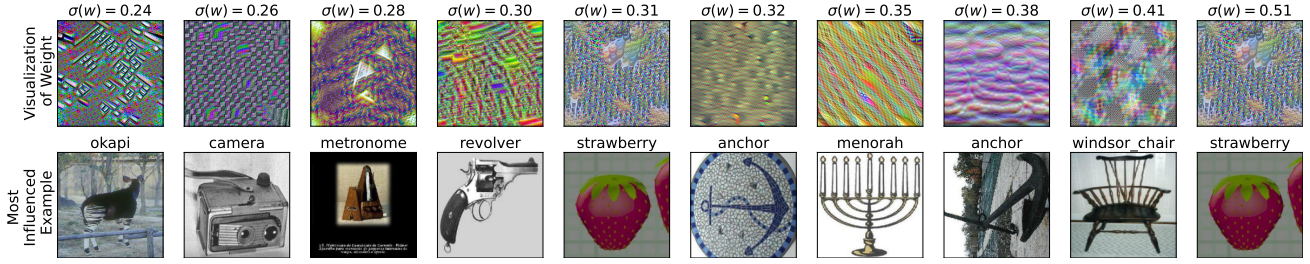 σ(w) = 0.24 σ(w) = 0.26 σ(w) = 0.28 σ(w) = 0.30 σ(w) = 0.31 σ(w) = 0.32 σ(w) = 0.35 σ(w) = 0.38 σ(w) = 0.41 σ(w) = 0.51
Visualization
of Weight
okapi camera metronome revolver strawberry anchor menorah anchor windsor_chair strawberry
Most
Influenced
Example